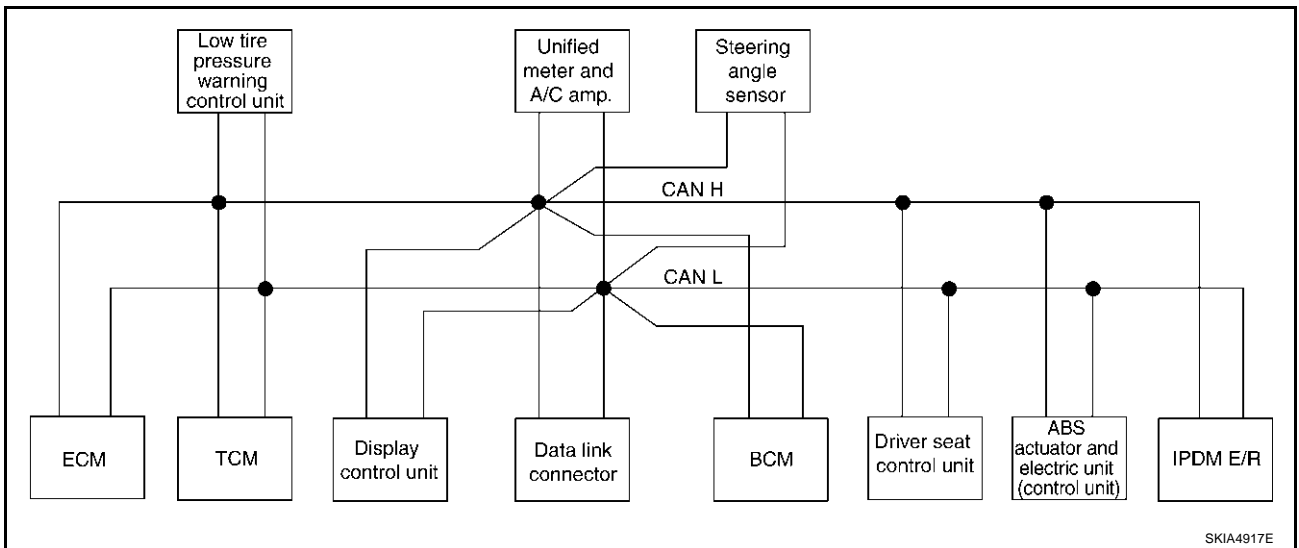 Low tire
pressure
warning
control unit
Unified
meter and
A/C amp.
Steering
angle
sensor
CAN H
CAN L
ECM
TCM
Display
control unit
Data link
connector
BCM
Driver seat
control unit
ABS
actuator and
electric unit
(control unit)
IPDM E/R
SKIA4917E